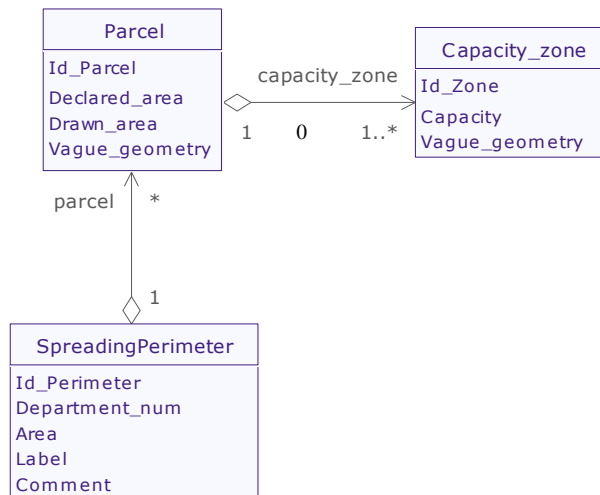 Parcel
Id_Parcel
Declared_area
Drawn_area
Vague_geometry
capacity_zone
1 0 1..*
Capacity_zone
Id_Zone
Capacity
Vague_geometry
parcel *
1
SpreadingPerimeter
Id_Perimeter
Department_num
Area
Label
Comment